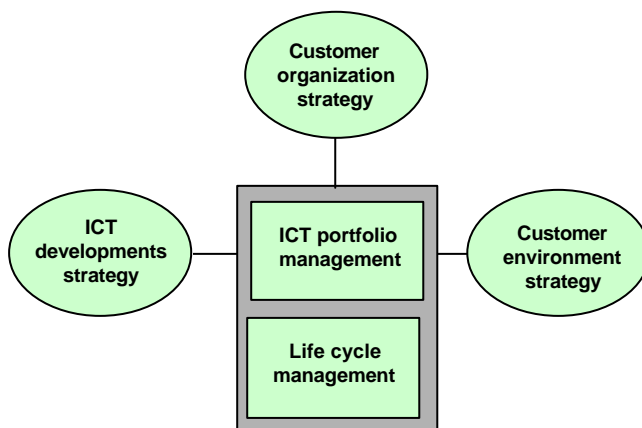 Customer
organization
strategy
ICT
developments
strategy
ICT portfolio
management
Customer
environment
strategy
Life cycle
management